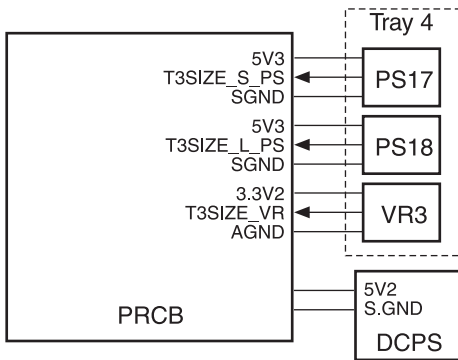 Tray 4
5V3
T3SIZE_S_PS
SGND
PS17
5V3
T3SIZE_L_PS
SGND
PS18
3.3V2
T3SIZE_VR
AGND
VR3
PRCB
5V2
S.GND
DCPS